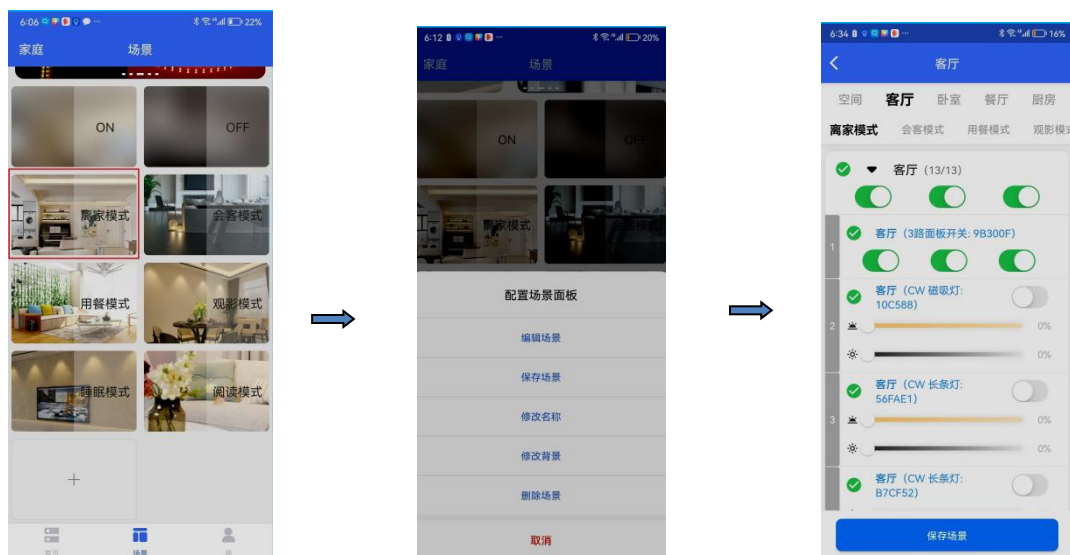 6:06 22%
家庭 场景
ON OFF
离家模式 会客模式
用餐模式 观影模式
睡眠模式 阅读模式
+
场景
6:12 20%
家庭 场景
ON OFF
离家模式
配置场景面板
编辑场景
保存场景
修改名称
修改背景
删除场景
取消
6:34 16%
客厅
空间 客厅 卧室 餐厅 厨房
离家模式 会客模式 用餐模式 观影模
客厅 (13/13)
1
客厅（3路面板开关: 9B300F）
2
客厅（CW 磁吸灯:
10C588）
0%
0%
3
客厅（CW 长条灯:
56FAE1）
0%
0%
客厅（CW 长条灯:
B7CF52）
保存场景